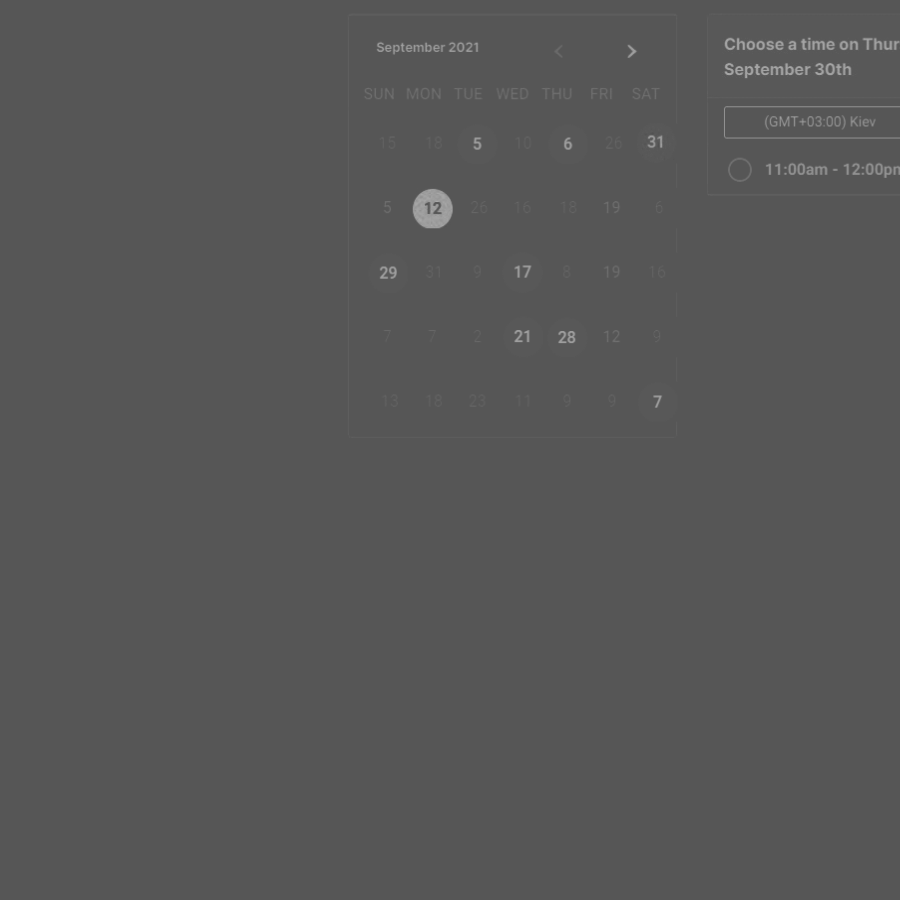 September 2021
SUN MON TUE WED THU FRI SAT
15 18 5 10 6 26 31
5 12 26 16 18 19 6
29 31 9 17 8 19 16
7 7 2 21 28 12 9
13 18 23 11 9 9 7
Choose a time on Thur
September 30th
(GMT+03:00) Kiev
11:00am - 12:00pm